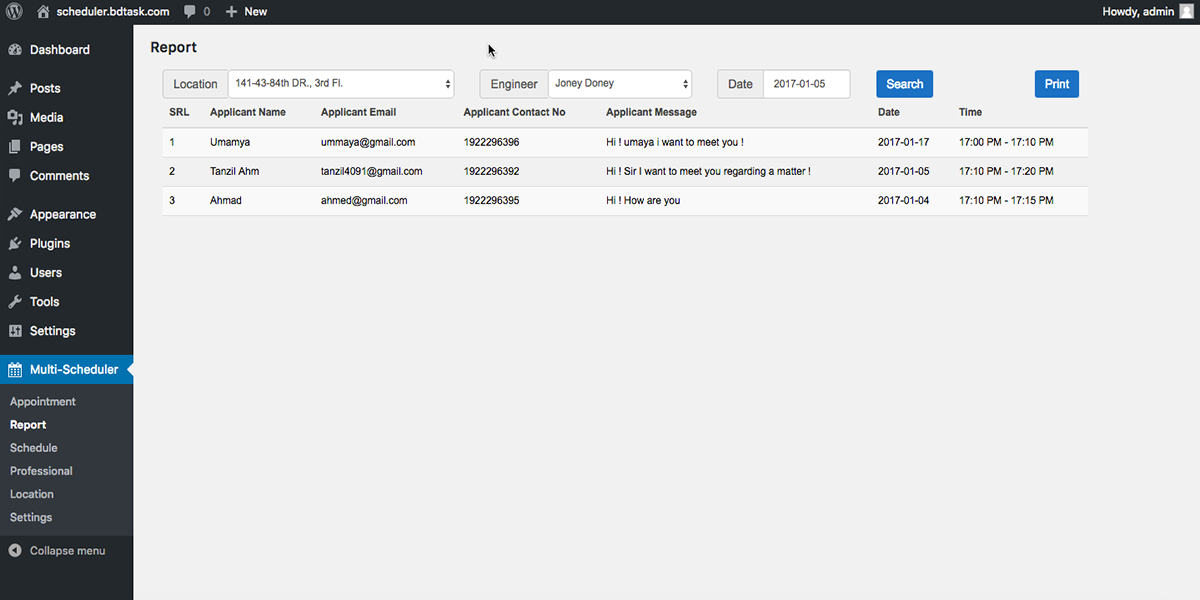 scheduler.bdtask.com 0 New Howdy, admin
Dashboard
Posts
Media
Pages
Comments
Appearance
Plugins
Users
Tools
Settings
Multi-Scheduler
Appointment
Report
Schedule
Professional
Location
Settings
Collapse menu
Report
Location 141-43-84th DR., 3rd Fl. Engineer Joney Doney Date 2017-01-05 Search Print
SRL Applicant Name Applicant Email Applicant Contact No Applicant Message Date Time
1 Umamya ummaya@gmail.com 1922296396 Hi ! umaya i want to meet you ! 2017-01-17 17:00 PM - 17:10 PM
2 Tanzil Ahm tanzil4091@gmail.com 1922296392 Hi ! Sir I want to meet you regarding a matter ! 2017-01-05 17:10 PM - 17:20 PM
3 Ahmad ahmed@gmail.com 1922296395 Hi ! How are you 2017-01-04 17:10 PM - 17:15 PM